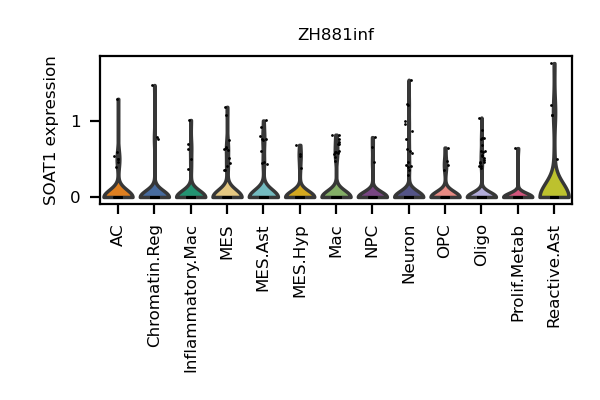 ZH881inf
SOAT1 expression
1
0
AC
Chromatin.Reg
Inflammatory.Mac
MES
MES.Ast
MES.Hyp
Mac
NPC
Neuron
OPC
Oligo
Prolif.Metab
Reactive.Ast